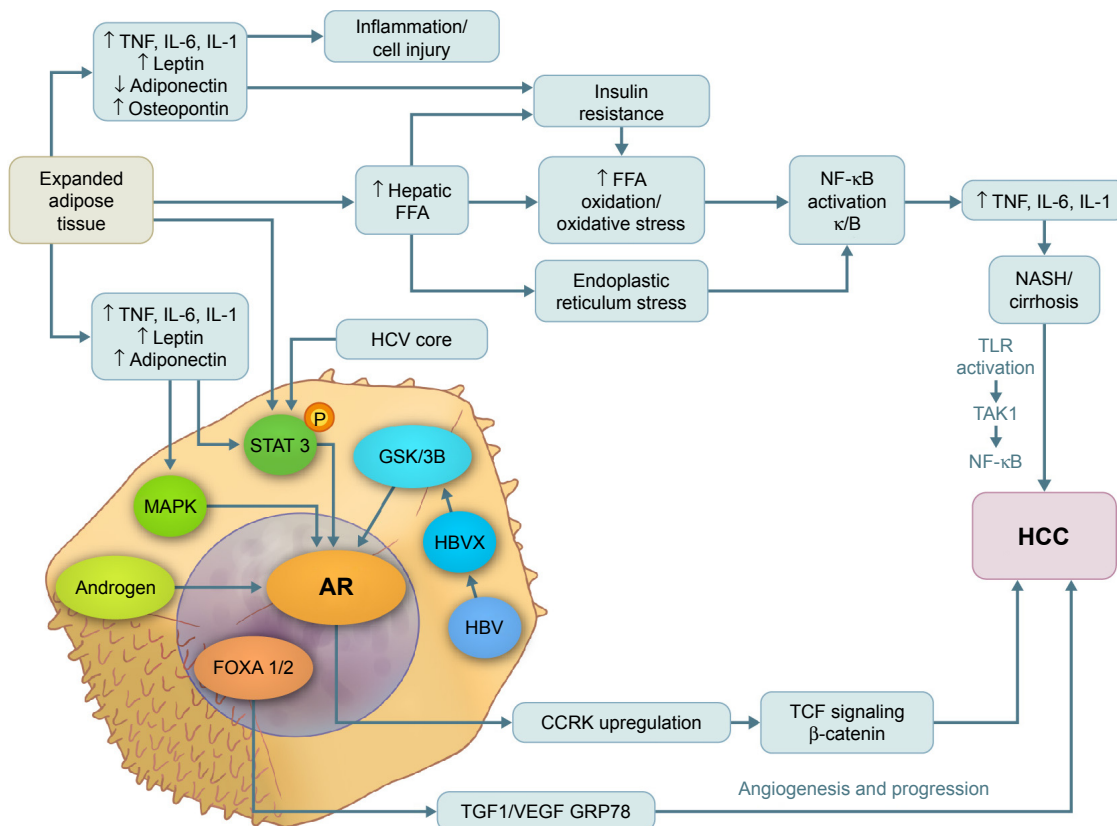 ↑ TNF, IL-6, IL-1
↑ Leptin
↓ Adiponectin
↑ Osteopontin
Inflammation/
cell injury
Insulin
resistance
Expanded
adipose
tissue
↑ Hepatic
FFA
↑ FFA
oxidation/
oxidative stress
NF-κB
activation
κ/B
↑ TNF, IL-6, IL-1
Endoplastic
reticulum stress
NASH/
cirrhosis
↑ TNF, IL-6, IL-1
↑ Leptin
↑ Adiponectin
HCV core
TLR
activation
TAK1
NF-κB
P
STAT 3
GSK/3B
MAPK
HBVX
HCC
Androgen
AR
HBV
FOXA 1/2
CCRK upregulation
TCF signaling
β-catenin
Angiogenesis and progression
TGF1/VEGF GRP78